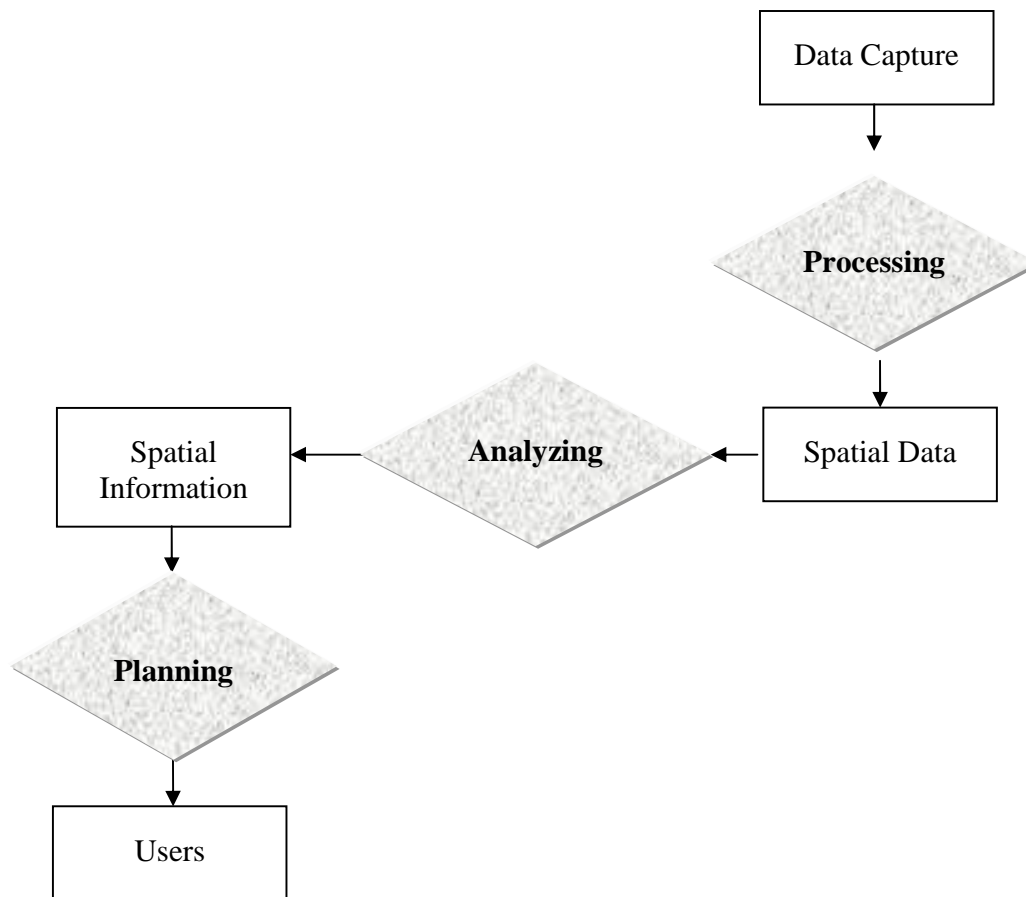 Data Capture
Processing
Spatial Data
Analyzing
Spatial
Information
Planning
Users